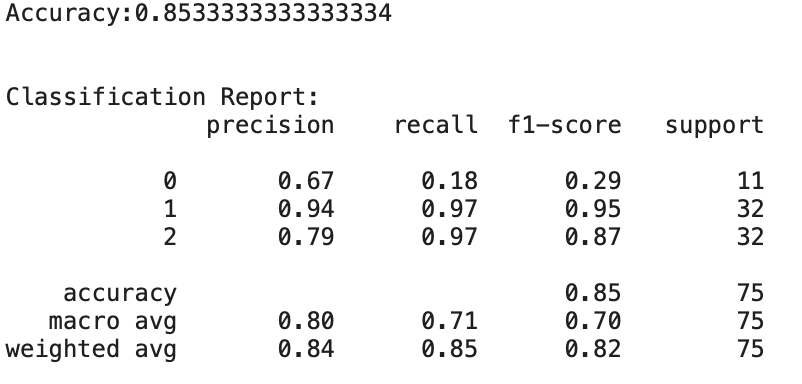 Accuracy:0.8533333333333334
Classification Report:
precision recall f1-score support
0 0.67 0.18 0.29 11
1 0.94 0.97 0.95 32
2 0.79 0.97 0.87 32
accuracy 0.85 75
macro avg 0.80 0.71 0.70 75
weighted avg 0.84 0.85 0.82 75